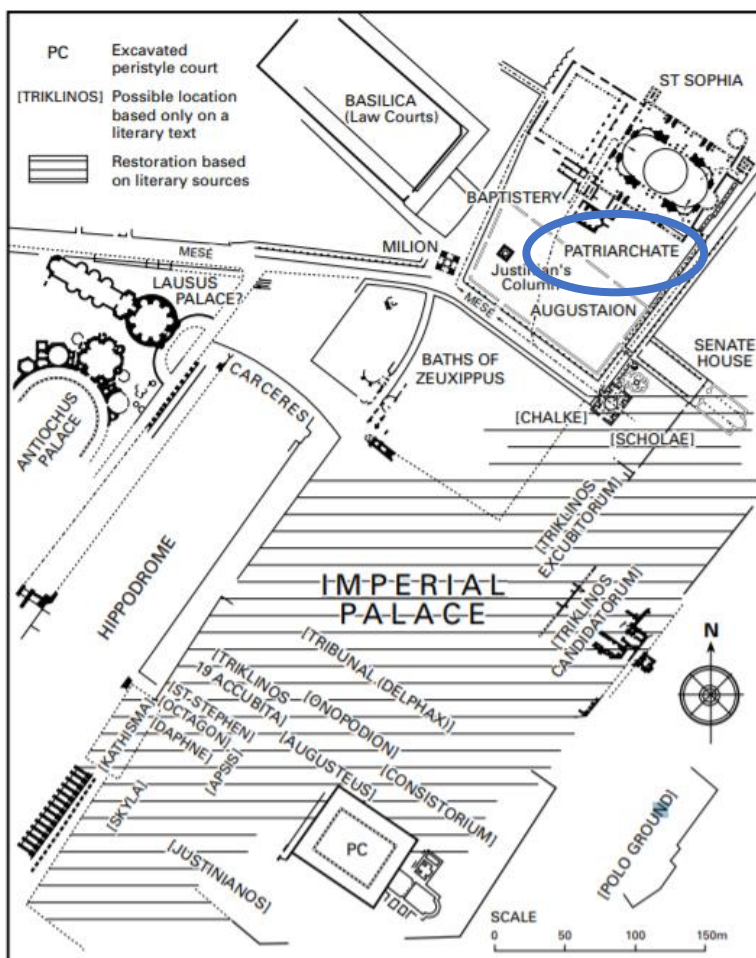 PC
Excavated
peristyle court
[TRIKLINOS]
Possible location
based only on a
literary text
Restoration based
on literary sources
BASILICA
(Law Courts)
ST SOPHIA
BAPTISTERY
PATRIARCHATE
MESE
MILION
Justinian's
Column
LAUSUS
PALACE?
MESE
AUGUSTAION
SENATE
HOUSE
BATHS OF
ZEUXIPPUS
CARCERES
ANTIOCHUS
PALACE
[CHALKE]
[SCHOLAE]
[TRIKLINOS
EXCUBITORUM]
HIPPODROME
IMPERIAL
PALACE
[TRIKLINOS
CANDIDATORUM]
N
[TRIBUNAL (DELPHAX)]
[TRIKLINOS
19 ACCUBITA]
[ONOPODION]
[ST.STEPHEN]
[OCTAGON]
[DAPHNE]
[KATHISMA]
[APSIS]
[AUGUSTEUS]
[CONSISTORIUM]
[SKYLA]
[JUSTINIANOS]
PC
[POLO GROUND]
SCALE
0 50 100 150m